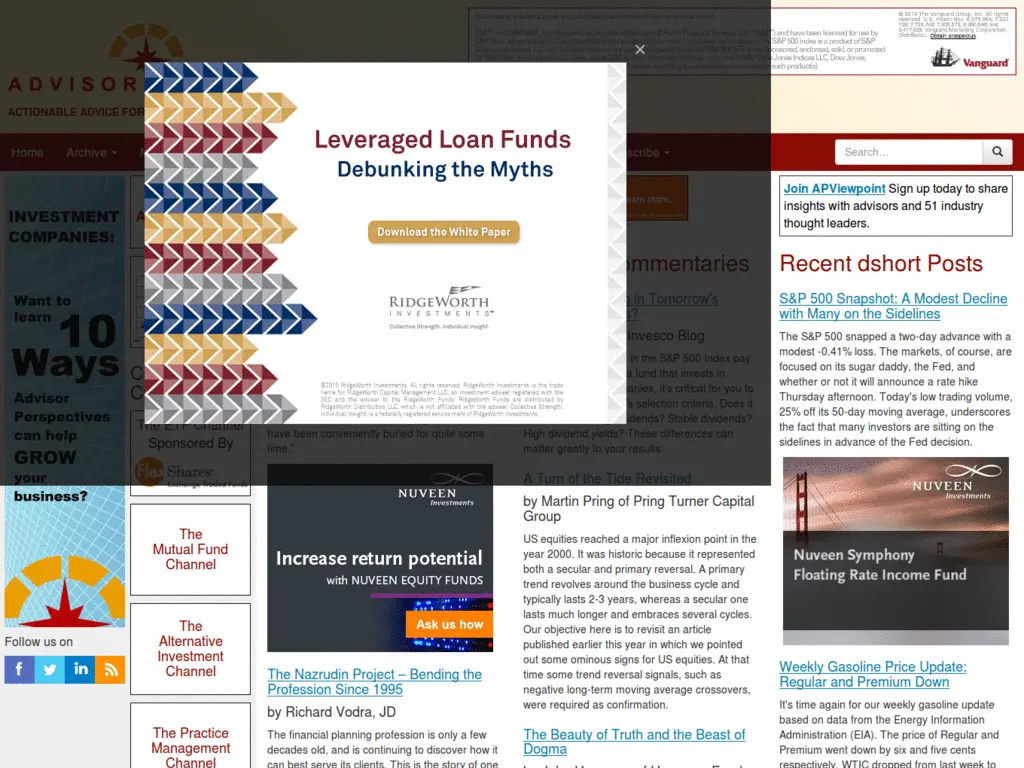 © 2014 The Vanguard Group, Inc. All rights
reserved. U.S. Patent Nos.
Distributor. Obtain prospectus
Vanguard
ADVISOR
ACTIONABLE ADVICE FOR
Home
Archive
scribe
Search...
×
Leveraged Loan Funds
Debunking the Myths
Download the White Paper
RIDGEWORTH
INVESTMENTS
Collective Strength. Individual Insight.
©2015 RidgeWorth Investments. All rights reserved. RidgeWorth Investments is the trade
name for RidgeWorth Capital Management LLC, an investment adviser registered with the
SEC and the adviser to the RidgeWorth Funds. RidgeWorth Funds are distributed by
RidgeWorth Distributors LLC, which is not affiliated with the adviser. Collective Strength.
Individual Insight. is a federally registered service mark of RidgeWorth Investments.
INVESTMENT
COMPANIES:
Want to
learn
10
Ways
Advisor
Perspectives
can help
GROW
your
business?
Follow us on
The ETF Channel
Sponsored By
FlexShares
Exchange Traded Funds
The
Mutual Fund
Channel
The
Alternative
Investment
Channel
The Practice
Management
Channel
have been conveniently buried for quite some
time."
NUVEEN
Investments
Increase return potential
with NUVEEN EQUITY FUNDS
Ask us how
The Nazrudin Project – Bending the
Profession Since 1995
by Richard Vodra, JD
The financial planning profession is only a few
decades old, and is continuing to discover how it
can best serve its clients. This is the story of one
learn more.
mmentaries
in Tomorrow's
?
Invesco Blog
in the S&P 500 Index pay
a fund that invests in
panies, it's critical for you to
s selection criteria. Does it
dividends? Stable dividends?
High dividend yields? These differences can
matter greatly to your results.
A Turn of the Tide Revisited
by Martin Pring of Pring Turner Capital
Group
US equities reached a major inflexion point in the
year 2000. It was historic because it represented
both a secular and primary reversal. A primary
trend revolves around the business cycle and
typically lasts 2-3 years, whereas a secular one
lasts much longer and embraces several cycles.
Our objective here is to revisit an article
published earlier this year in which we pointed
out some ominous signs for US equities. At that
time some trend reversal signals, such as
negative long-term moving average crossovers,
were required as confirmation.
The Beauty of Truth and the Beast of
Dogma
Join APViewpoint Sign up today to share
insights with advisors and 51 industry
thought leaders.
Recent dshort Posts
S&P 500 Snapshot: A Modest Decline
with Many on the Sidelines
The S&P 500 snapped a two-day advance with a
modest -0.41% loss. The markets, of course, are
focused on its sugar daddy, the Fed, and
whether or not it will announce a rate hike
Thursday afternoon. Today's low trading volume,
25% off its 50-day moving average, underscores
the fact that many investors are sitting on the
sidelines in advance of the Fed decision.
NUVEEN
Investments
Nuveen Symphony
Floating Rate Income Fund
Weekly Gasoline Price Update:
Regular and Premium Down
It's time again for our weekly gasoline update
based on data from the Energy Information
Administration (EIA). The price of Regular and
Premium went down by six and five cents
respectively. WTIC dropped from last week to